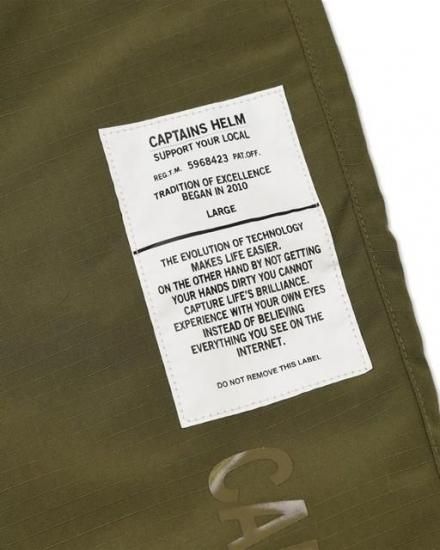 CAPTAINS HELM
SUPPORT YOUR LOCAL
REG.T.M. 5968423 PAT.OFF.
TRADITION OF EXCELLENCE
BEGAN IN 2010
LARGE
THE EVOLUTION OF TECHNOLOGY
MAKES LIFE EASIER.
ON THE OTHER HAND BY NOT GETTING
YOUR HANDS DIRTY YOU CANNOT
CAPTURE LIFE'S BRILLIANCE.
EXPERIENCE WITH YOUR OWN EYES
INSTEAD OF BELIEVING
EVERYTHING YOU SEE ON THE
INTERNET.
DO NOT REMOVE THIS LABEL